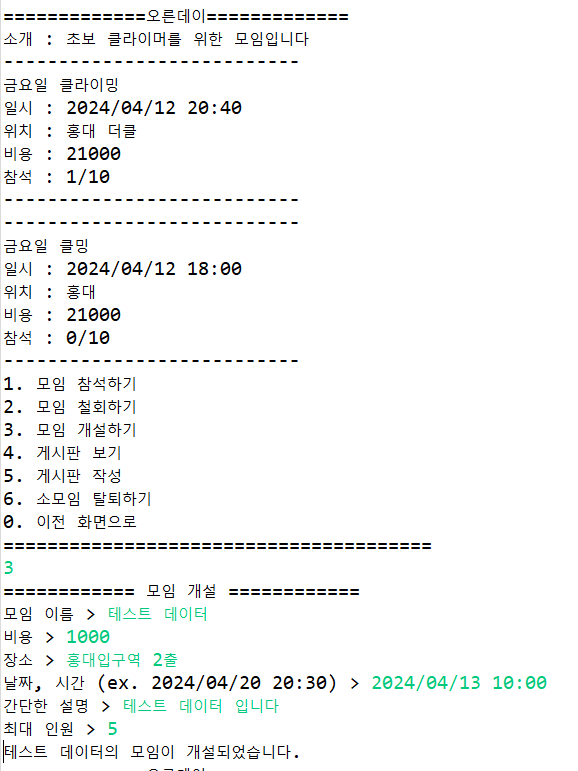 =============오른데이=============
소개 : 초보 클라이머를 위한 모임입니다
---------------------------
금요일 클라이밍
일시 : 2024/04/12 20:40
위치 : 홍대 더클
비용 : 21000
참석 : 1/10
---------------------------
---------------------------
금요일 클밍
일시 : 2024/04/12 18:00
위치 : 홍대
비용 : 21000
참석 : 0/10
---------------------------
1. 모임 참석하기
2. 모임 철회하기
3. 모임 개설하기
4. 게시판 보기
5. 게시판 작성
6. 소모임 탈퇴하기
0. 이전 화면으로
=======================================
3
============ 모임 개설 ============
모임 이름 > 테스트 데이터
비용 > 1000
장소 > 홍대입구역 2출
날짜, 시간 (ex. 2024/04/20 20:30) > 2024/04/13 10:00
간단한 설명 > 테스트 데이터 입니다
최대 인원 > 5
테스트 데이터의 모임이 개설되었습니다.